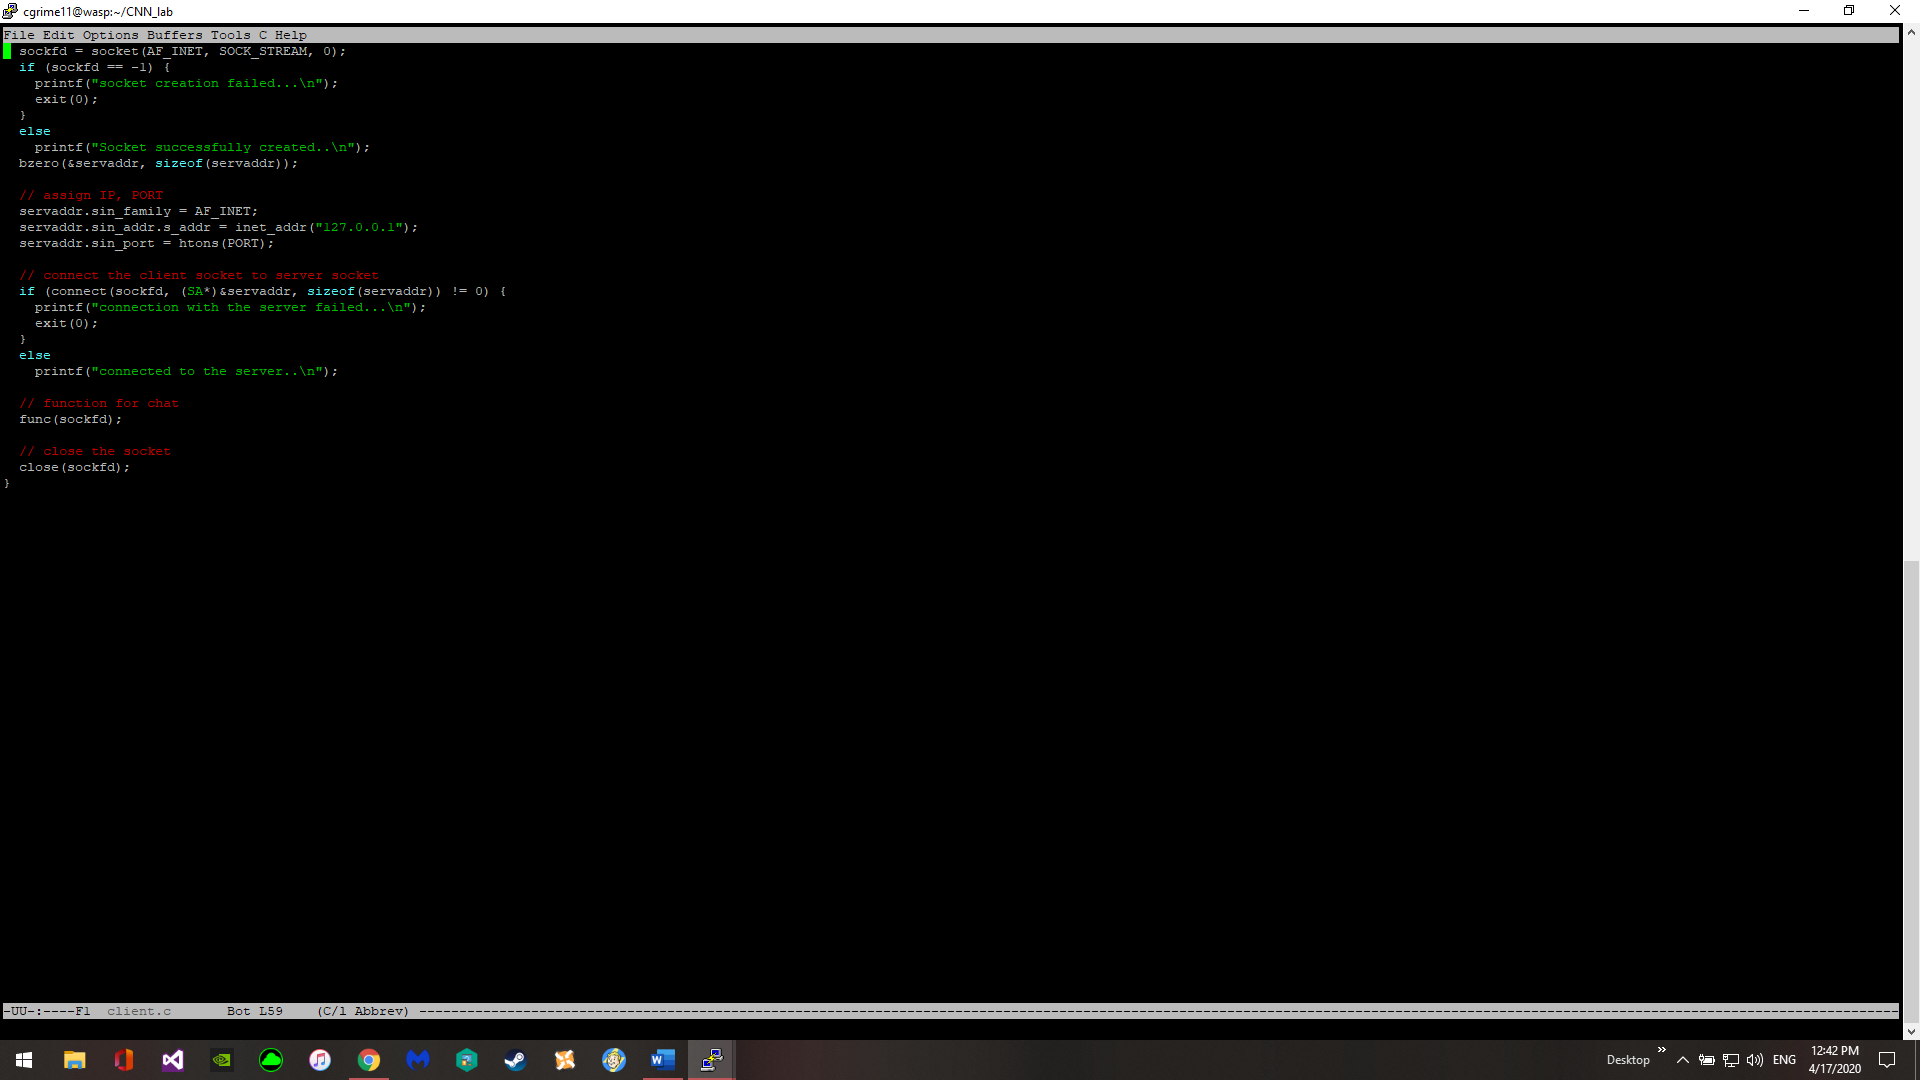 cgrime11@wasp:~/CNN_lab
File Edit Options Buffers Tools C Help
  sockfd = socket(AF_INET, SOCK_STREAM, 0);
  if (sockfd == -1) {
    printf("socket creation failed...\n");
    exit(0);
  }
  else
    printf("Socket successfully created..\n");
  bzero(&servaddr, sizeof(servaddr));
  // assign IP, PORT
  servaddr.sin_family = AF_INET;
  servaddr.sin_addr.s_addr = inet_addr("127.0.0.1");
  servaddr.sin_port = htons(PORT);
  // connect the client socket to server socket
  if (connect(sockfd, (SA*)&servaddr, sizeof(servaddr)) != 0) {
    printf("connection with the server failed...\n");
    exit(0);
  }
  else
    printf("connected to the server..\n");
  // function for chat
  func(sockfd);
  // close the socket
  close(sockfd);
}
-UU-:----F1  client.c       Bot L59    (C/l Abbrev) ------------------------------------------------
Desktop
ENG
12:42 PM
4/17/2020